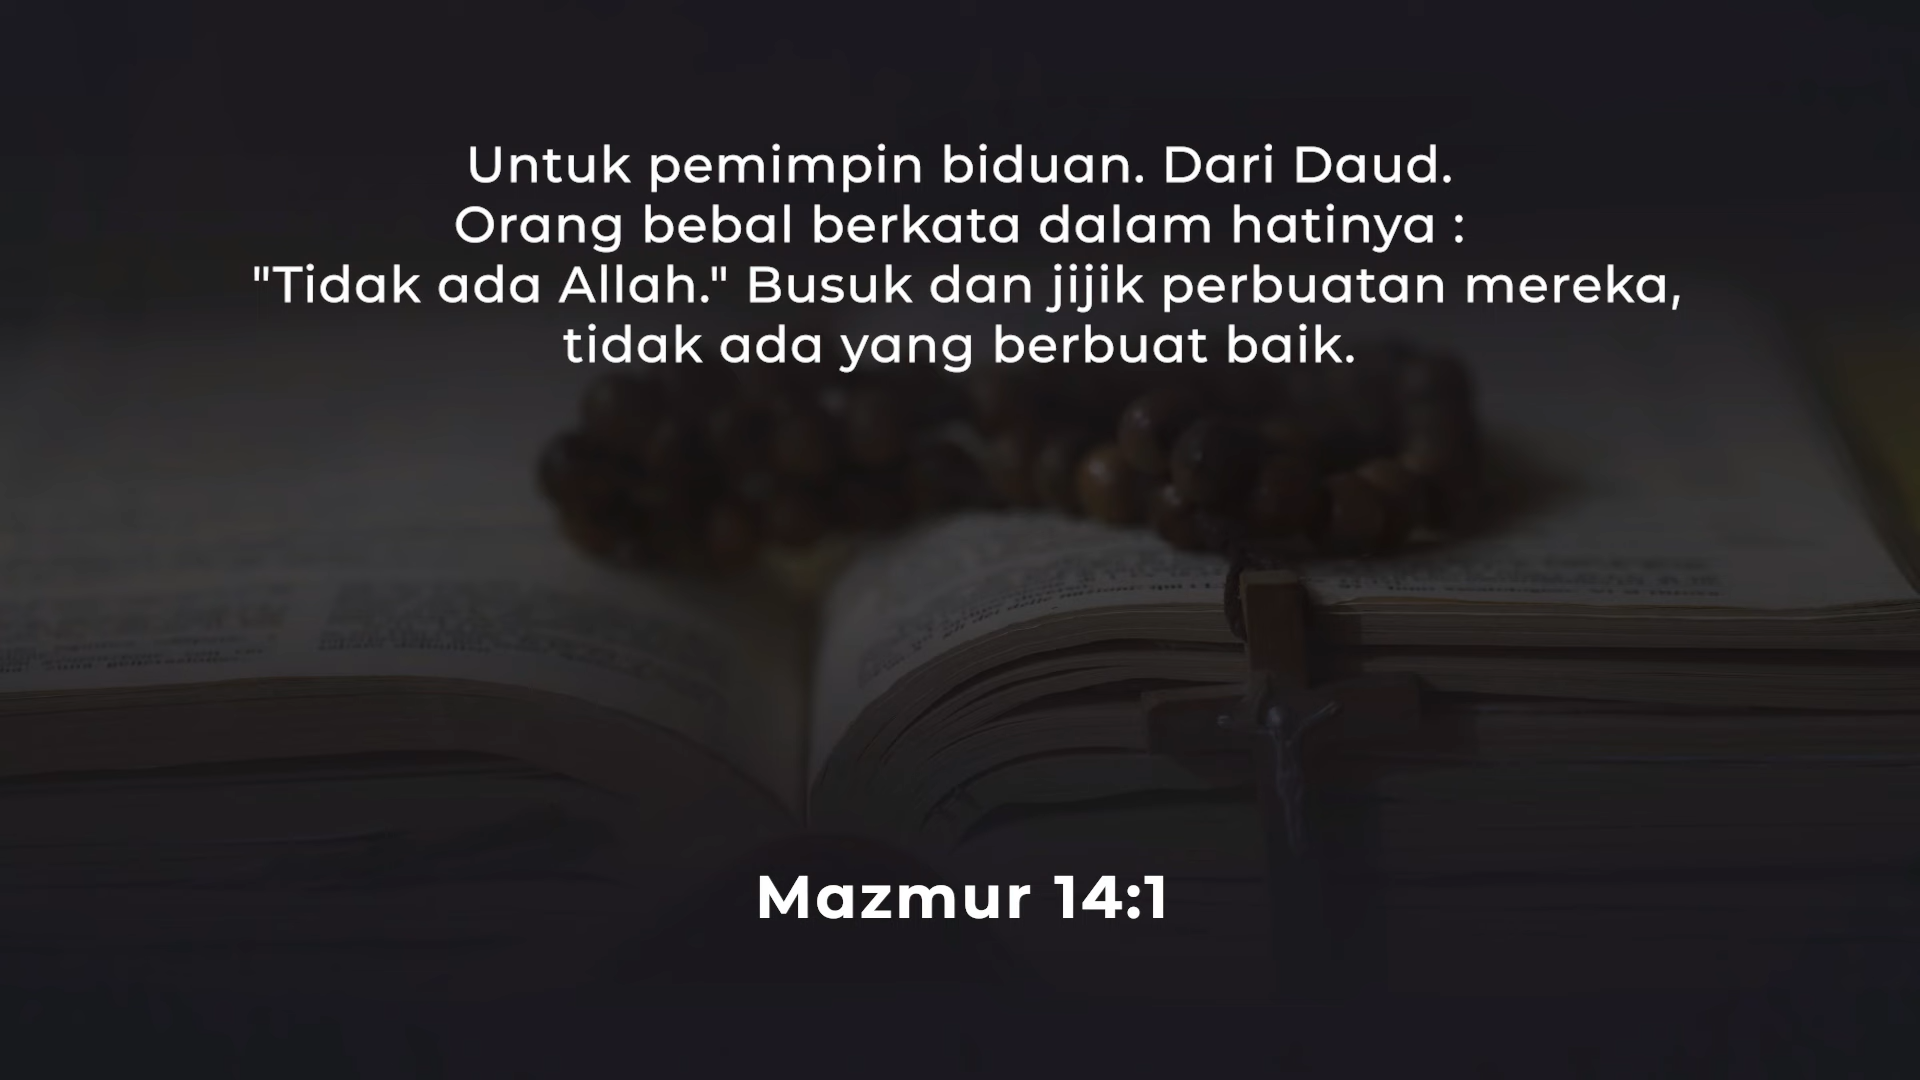 Untuk pemimpin biduan. Dari Daud.
Orang bebal berkata dalam hatinya :
"Tidak ada Allah." Busuk dan jijik perbuatan mereka,
tidak ada yang berbuat baik.
Mazmur 14:1